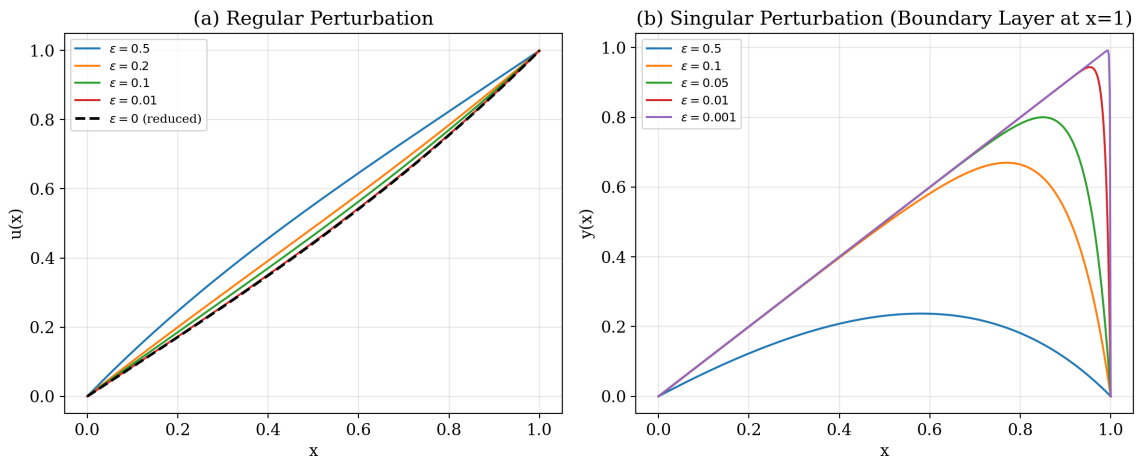 (a) Regular Perturbation
ε = 0.5
ε = 0.2
ε = 0.1
ε = 0.01
ε = 0 (reduced)
1.0
0.8
0.6
0.4
0.2
0.0
u(x)
0.0 0.2 0.4 0.6 0.8 1.0
x
(b) Singular Perturbation (Boundary Layer at x=1)
ε = 0.5
ε = 0.1
ε = 0.05
ε = 0.01
ε = 0.001
1.0
0.8
0.6
0.4
0.2
0.0
y(x)
0.0 0.2 0.4 0.6 0.8 1.0
x